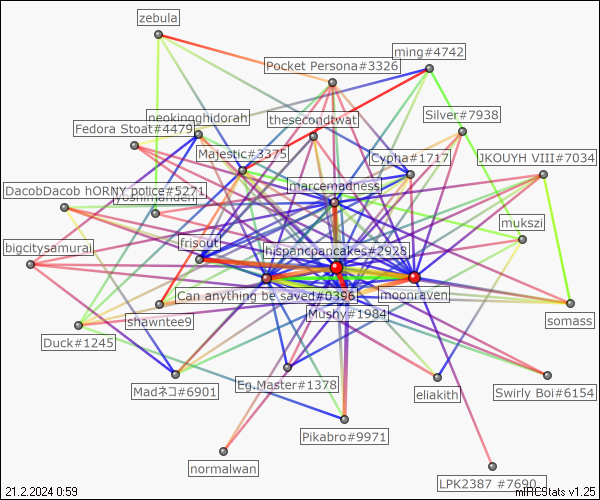 zebula
ming#4742
Pocket Persona#3326
Silver#7938
neokingghidorah
thesecondtwat
Fedora Stoat#4479
Majestic#3375
Cypha#1717
JKOUYH VIII#7034
marcemadness
DacobDacob hORNY police#5271
yoshimanden
mukszi
frisout
bigcitysamurai
hispancpancakes#2928
Can anything be saved#0396
moonraven
Mushy#1984
shawntee9
somass
Duck#1245
Eg.Master#1378
Madネコ#6901
eliakith
Swirly Boi#6154
Pikabro#9971
normalwan
LPK2387 #7690
21.2.2024 0:59
mIRCStats v1.25